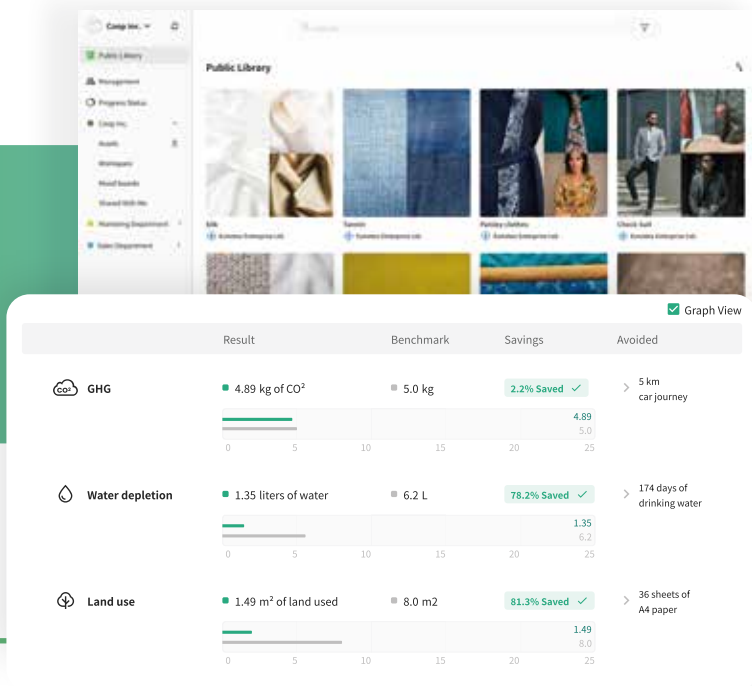 Coop Inc.
Public Library
Management
Progress Status
Coop Inc.
Assets
Workspace
Mood boards
Shared With Me
Marketing Department
Sales Department
Public Library
Silk
Paisley clothes
Check Suit
Graph View
Result Benchmark Savings Avoided
CO² GHG 4.89 kg of CO² 5.0 kg 2.2% Saved 5 km
car journey
4.89
5.0
0 5 10 15 20 25
Water depletion 1.35 liters of water 6.2 L 78.2% Saved 174 days of
drinking water
1.35
6.2
0 5 10 15 20 25
Land use 1.49 m² of land used 8.0 m2 81.3% Saved 36 sheets of
A4 paper
1.49
8.0
0 5 10 15 20 25